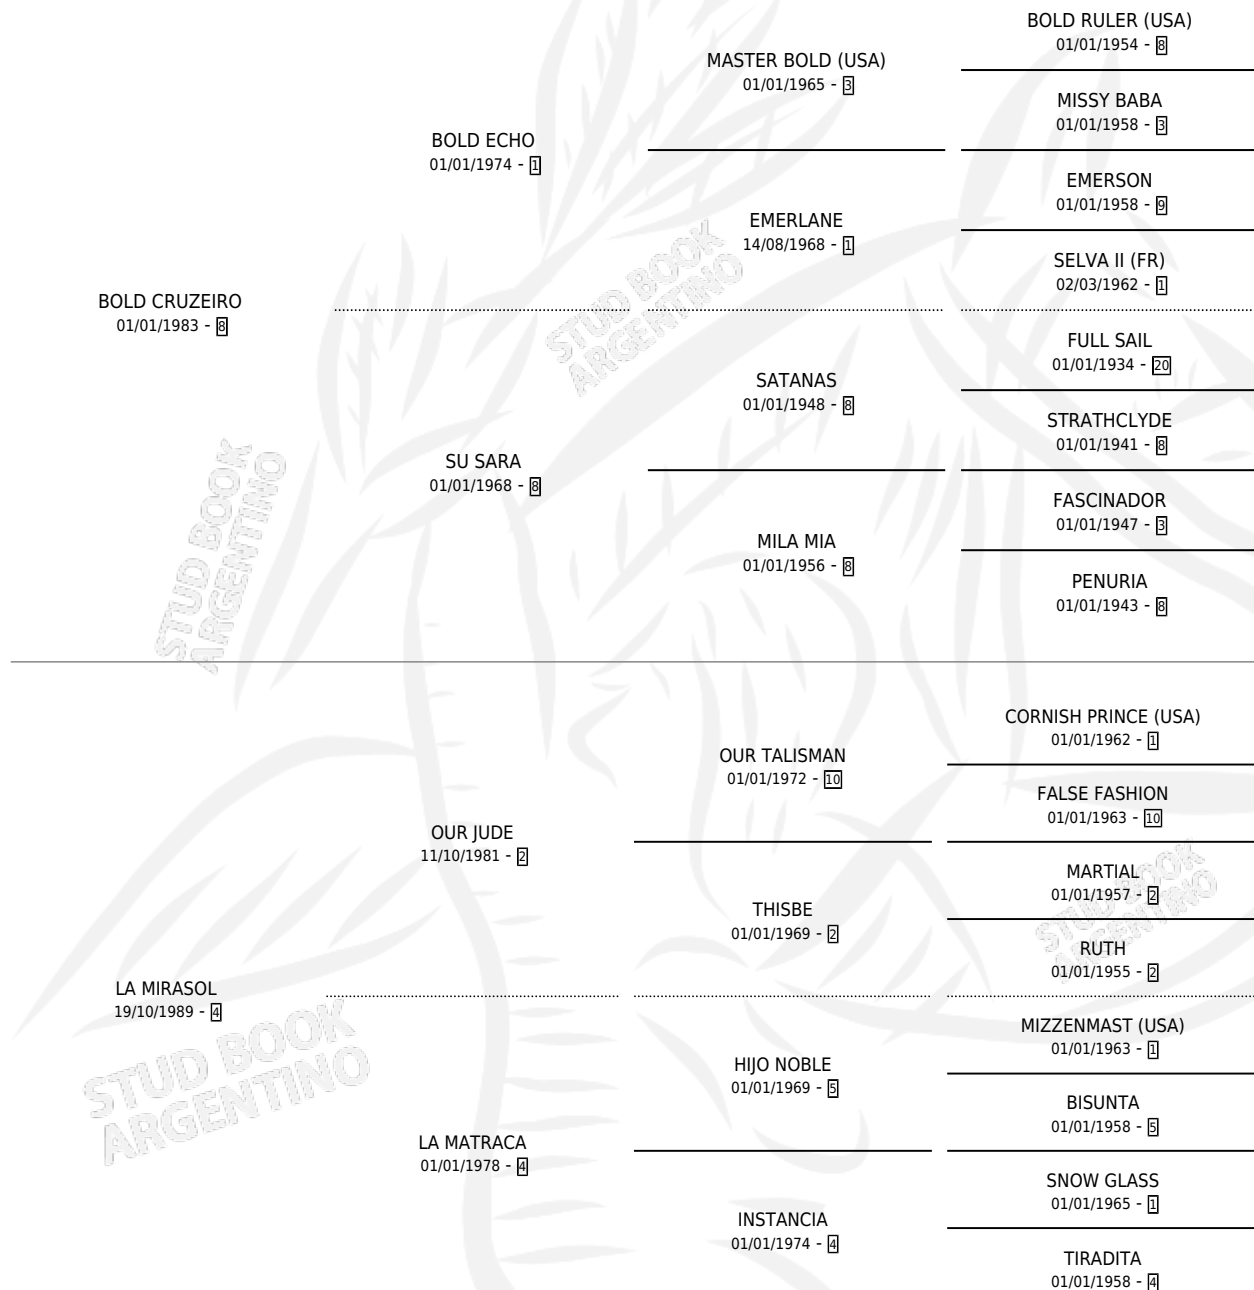 BOLD RULER (USA)
01/01/1954 - 8
MASTER BOLD (USA)
01/01/1965 - 3
MISSY BABA
01/01/1958 - 3
BOLD ECHO
01/01/1974 - 1
EMERSON
01/01/1958 - 9
EMERLANE
14/08/1968 - 1
SELVA II (FR)
02/03/1962 - 1
BOLD CRUZEIRO
01/01/1983 - 8
FULL SAIL
01/01/1934 - 20
SATANAS
01/01/1948 - 8
STRATHCLYDE
01/01/1941 - 8
SU SARA
01/01/1968 - 8
FASCINADOR
01/01/1947 - 3
MILA MIA
01/01/1956 - 8
PENURIA
01/01/1943 - 8
CORNISH PRINCE (USA)
01/01/1962 - 1
OUR TALISMAN
01/01/1972 - 10
FALSE FASHION
01/01/1963 - 10
OUR JUDE
11/10/1981 - 2
MARTIAL
01/01/1957 - 2
THISBE
01/01/1969 - 2
RUTH
01/01/1955 - 2
LA MIRASOL
19/10/1989 - 4
MIZZENMAST (USA)
01/01/1963 - 1
HIJO NOBLE
01/01/1969 - 5
BISUNTA
01/01/1958 - 5
LA MATRACA
01/01/1978 - 4
SNOW GLASS
01/01/1965 - 1
INSTANCIA
01/01/1974 - 4
TIRADITA
01/01/1958 - 4
STUD BOOK
ARGENTINO
STUD BOOK
ARGENTINO
STUD BOOK
ARGENTINO
STUD BOOK
ARGENTINO